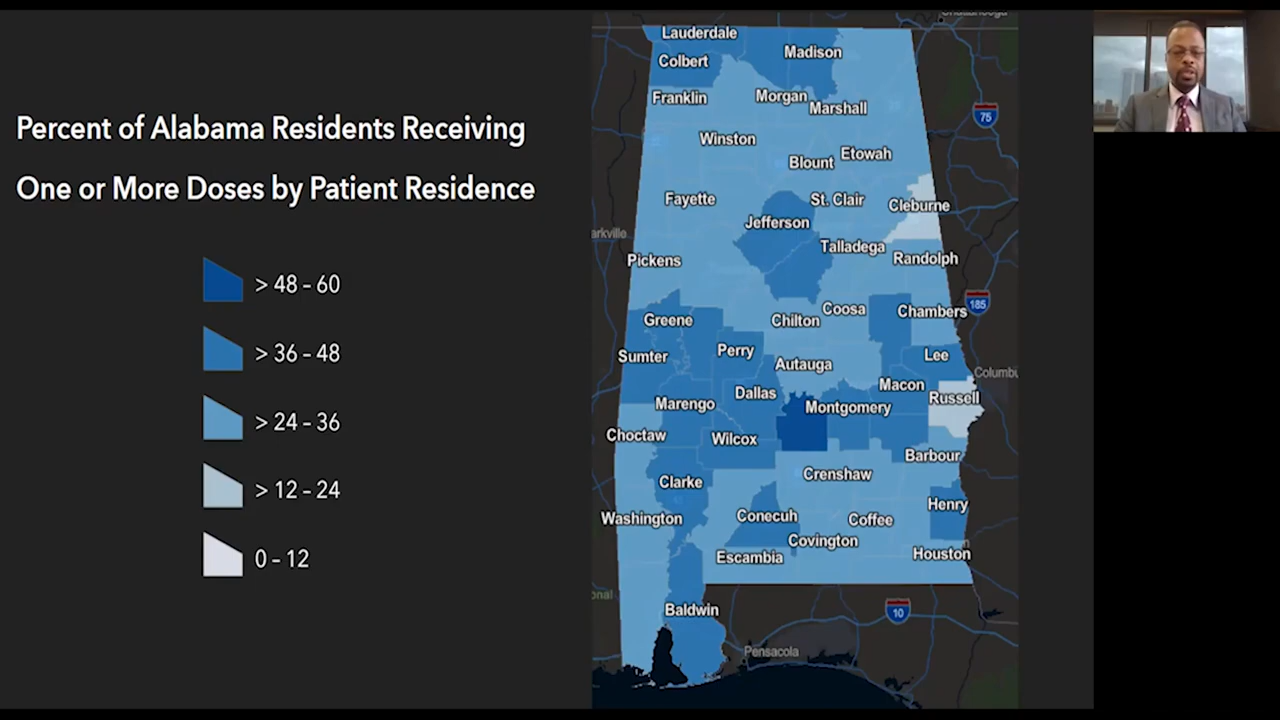 Percent of Alabama Residents Receiving
One or More Doses by Patient Residence
> 48 – 60
> 36 – 48
> 24 – 36
> 12 – 24
0 – 12
Chattanooga
Lauderdale
Madison
Colbert
Franklin
Morgan
Marshall
75
Winston
Etowah
Blount
Fayette
St. Clair
Cleburne
Jefferson
arkville
Talladega
Pickens
Randolph
185
Coosa
Chambers
Greene
Chilton
Sumter
Perry
Lee
Autauga
Columbu
Macon
Dallas
Russell
Marengo
Montgomery
Choctaw
Wilcox
Barbour
Crenshaw
Clarke
Henry
Washington
Conecuh
Coffee
Covington
Escambia
Houston
onal
Baldwin
10
Pensacola